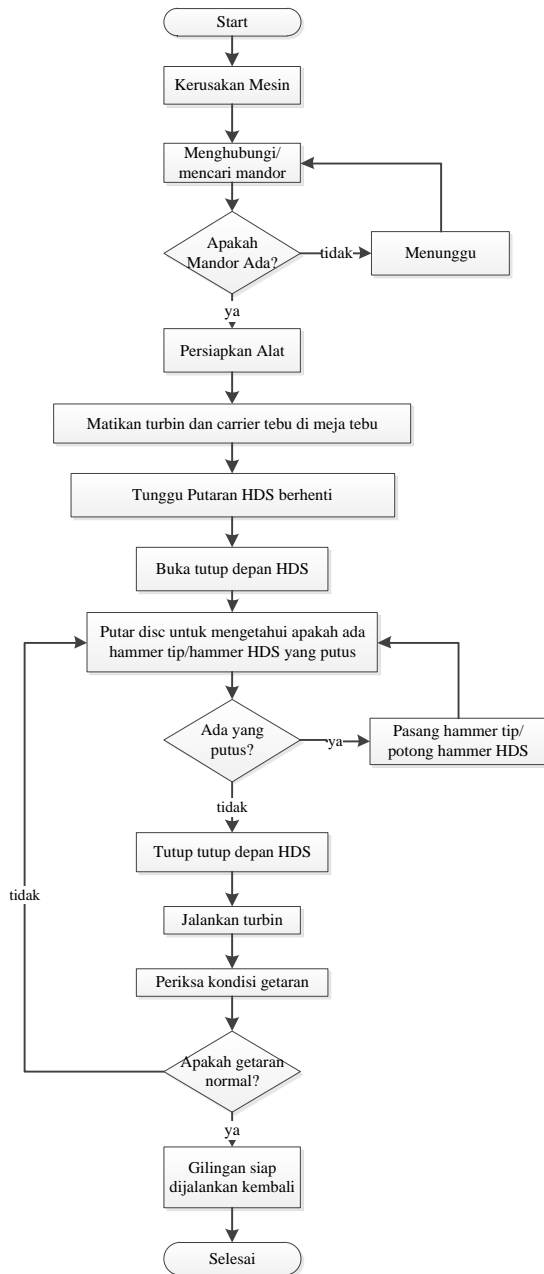 Start
Kerusakan Mesin
Menghubungi/
mencari mandor
Apakah
Mandor Ada?
tidak
Menunggu
ya
Persiapkan Alat
Matikan turbin dan carrier tebu di meja tebu
Tunggu Putaran HDS berhenti
Buka tutup depan HDS
Putar disc untuk mengetahui apakah ada
hammer tip/hammer HDS yang putus
Ada yang
putus?
ya
Pasang hammer tip/
potong hammer HDS
tidak
Tutup tutup depan HDS
tidak
Jalankan turbin
Periksa kondisi getaran
Apakah getaran
normal?
ya
Gilingan siap
dijalankan kembali
Selesai